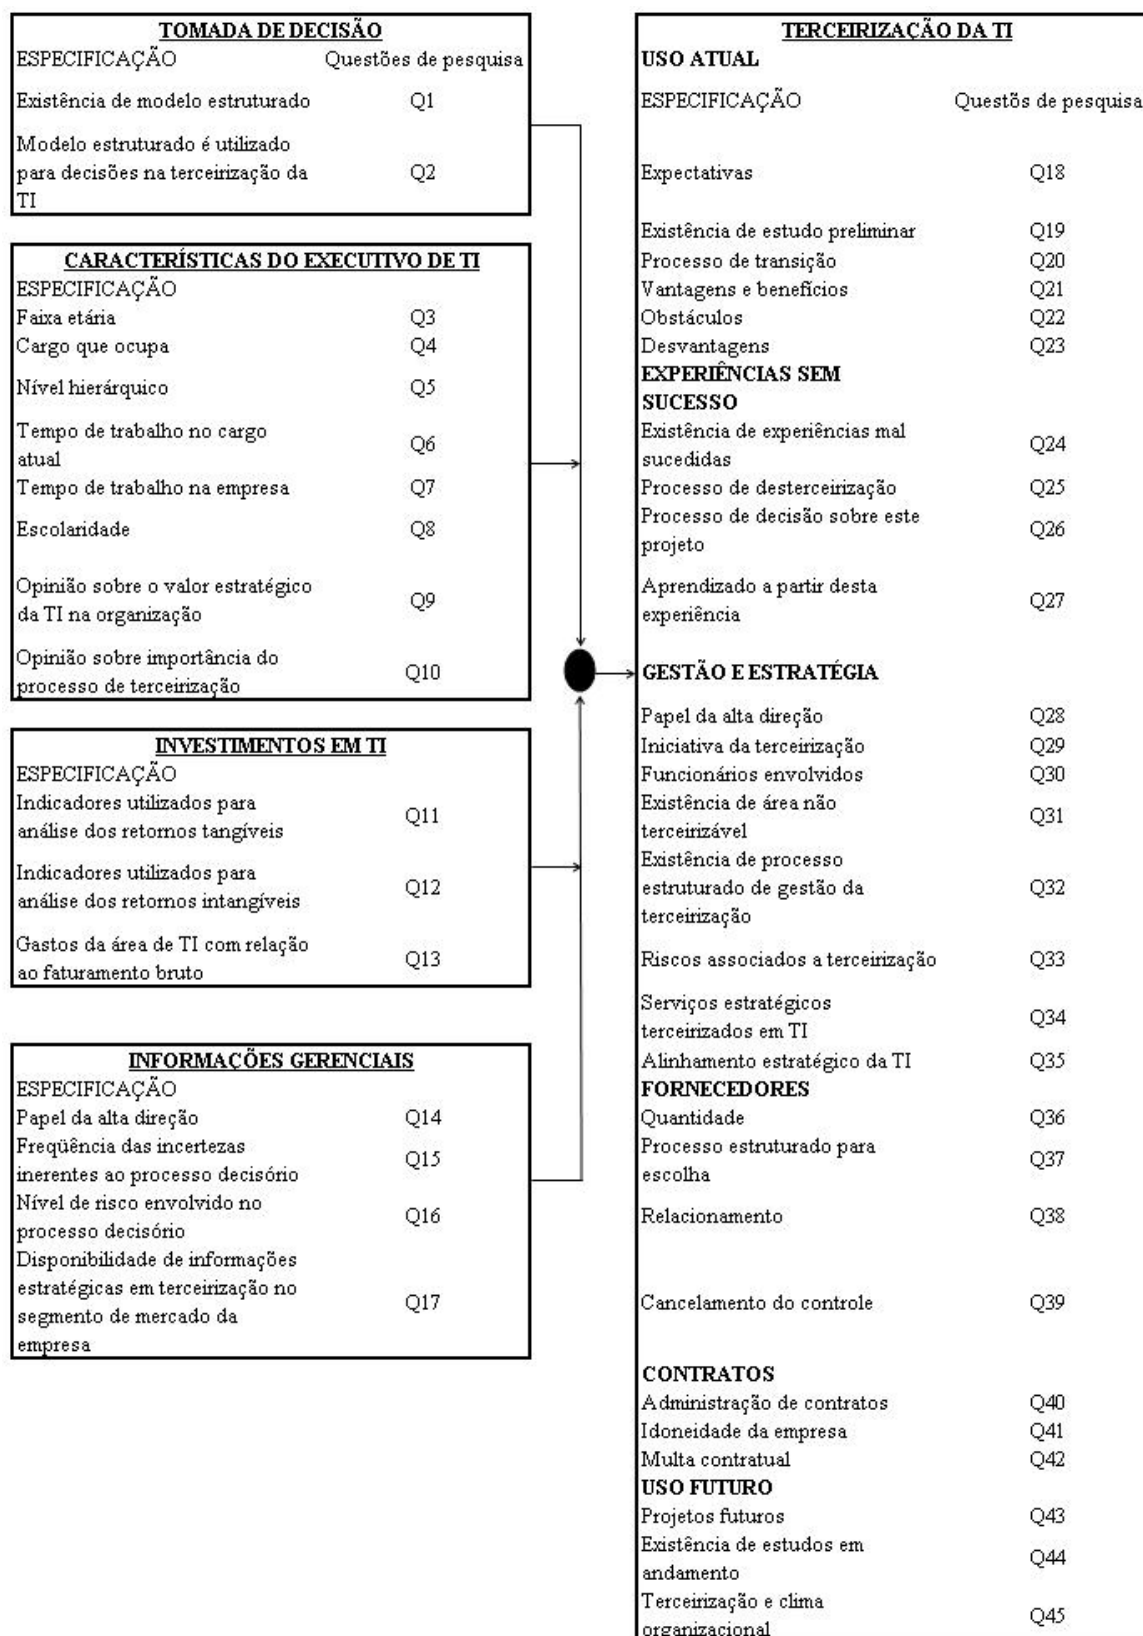 TOMADA DE DECISÃO
ESPECIFICAÇÃO Questões de pesquisa
Existência de modelo estruturado Q1
Modelo estruturado é utilizado
para decisões na terceirização da Q2
TI
CARACTERÍSTICAS DO EXECUTIVO DE TI
ESPECIFICAÇÃO
Faixa etária Q3
Cargo que ocupa Q4
Nível hierárquico Q5
Tempo de trabalho no cargo
atual Q6
Tempo de trabalho na empresa Q7
Escolaridade Q8
Opinião sobre o valor estratégico
da TI na organização Q9
Opinião sobre importância do
processo de terceirização Q10
INVESTIMENTOS EM TI
ESPECIFICAÇÃO
Indicadores utilizados para
análise dos retornos tangíveis Q11
Indicadores utilizados para
análise dos retornos intangíveis Q12
Gastos da área de TI com relação
ao faturamento bruto Q13
INFORMAÇÕES GERENCIAIS
ESPECIFICAÇÃO
Papel da alta direção Q14
Freqüência das incertezas
inerentes ao processo decisório Q15
Nível de risco envolvido no
processo decisório Q16
Disponibilidade de informações
estratégicas em terceirização no
segmento de mercado da Q17
empresa
TERCEIRIZAÇÃO DA TI
USO ATUAL
ESPECIFICAÇÃO Questõs de pesquisa
Expectativas Q18
Existência de estudo preliminar Q19
Processo de transição Q20
Vantagens e benefícios Q21
Obstáculos Q22
Desvantagens Q23
EXPERIÊNCIAS SEM
SUCESSO
Existência de experiências mal
sucedidas Q24
Processo de desterceirização Q25
Processo de decisão sobre este
projeto Q26
Aprendizado a partir desta
experiência Q27
GESTÃO E ESTRATÉGIA
Papel da alta direção Q28
Iniciativa da terceirização Q29
Funcionários envolvidos Q30
Existência de área não
terceirizável Q31
Existência de processo
estruturado de gestão da Q32
terceirização
Riscos associados a terceirização Q33
Serviços estratégicos
terceirizados em TI Q34
Alinhamento estratégico da TI Q35
FORNECEDORES
Quantidade Q36
Processo estruturado para
escolha Q37
Relacionamento Q38
Cancelamento do controle Q39
CONTRATOS
Administração de contratos Q40
Idoneidade da empresa Q41
Multa contratual Q42
USO FUTURO
Projetos futuros Q43
Existência de estudos em
andamento Q44
Terceirização e clima
organizacional Q45